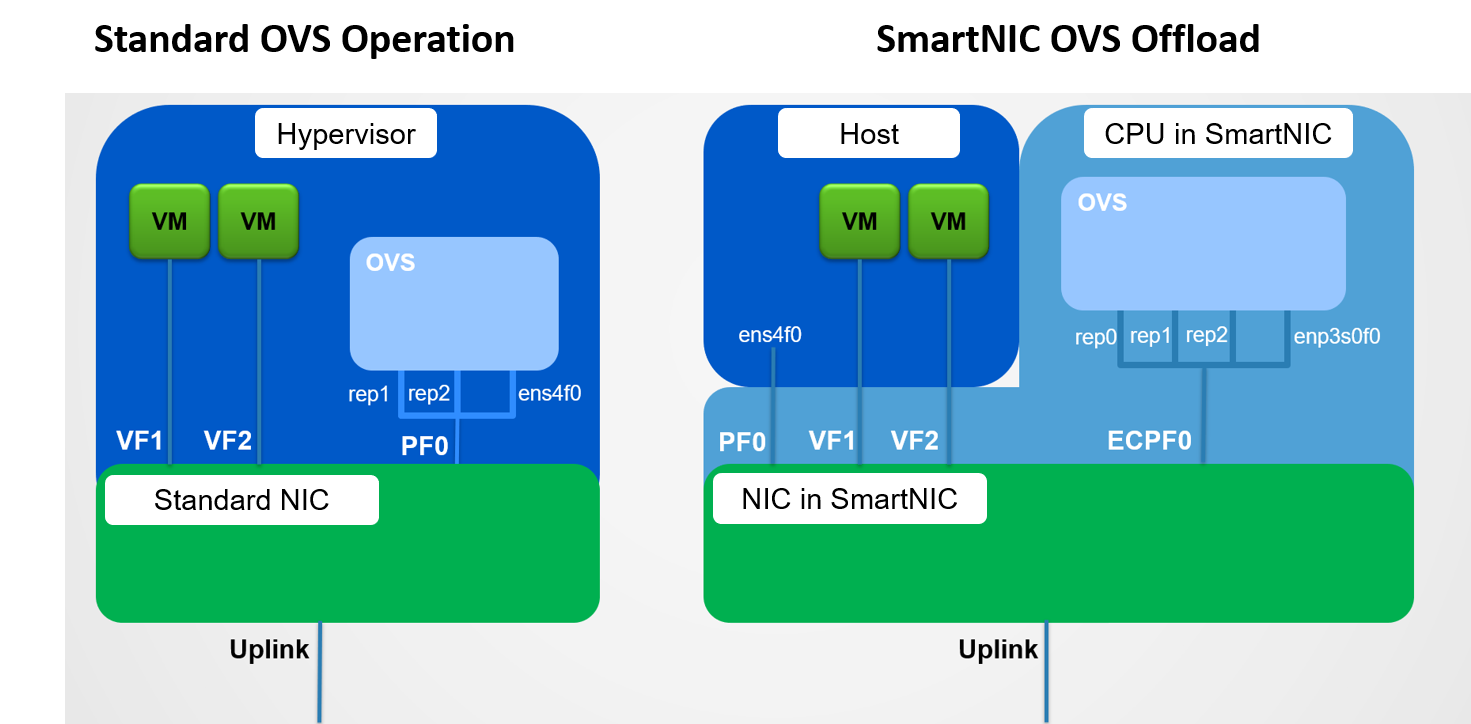 Standard OVS Operation
SmartNIC OVS Offload
Hypervisor
VM
VM
OVS
rep1
rep2
ens4f0
VF1
VF2
PF0
Standard NIC
Uplink
Host
CPU in SmartNIC
VM
VM
OVS
ens4f0
rep0
rep1
rep2
enp3s0f0
PF0
VF1
VF2
ECPF0
NIC in SmartNIC
Uplink